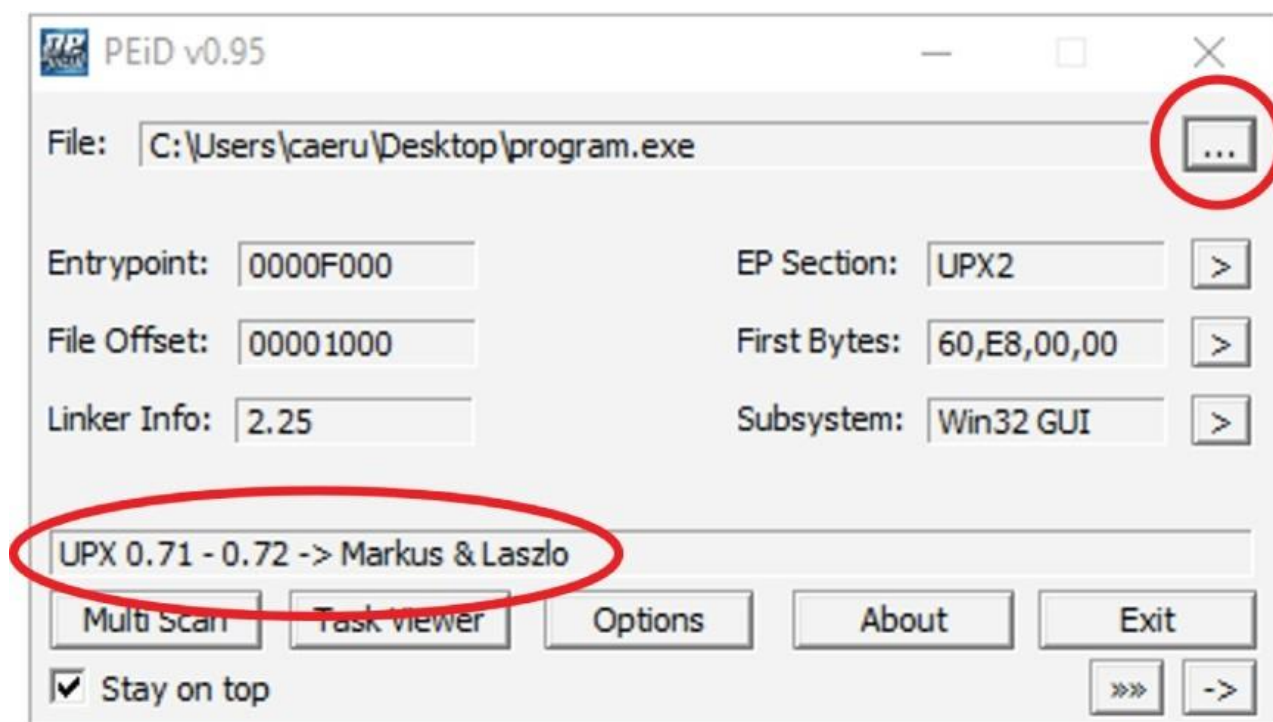 PEiD v0.95
File: C:\Users\caeru\Desktop\program.exe ...
Entrypoint: 0000F000 EP Section: UPX2 >
File Offset: 00001000 First Bytes: 60,E8,00,00 >
Linker Info: 2.25 Subsystem: Win32 GUI >
UPX 0.71 - 0.72 -> Markus & Laszlo
Multi Scan Task Viewer Options About Exit
Stay on top »» ->